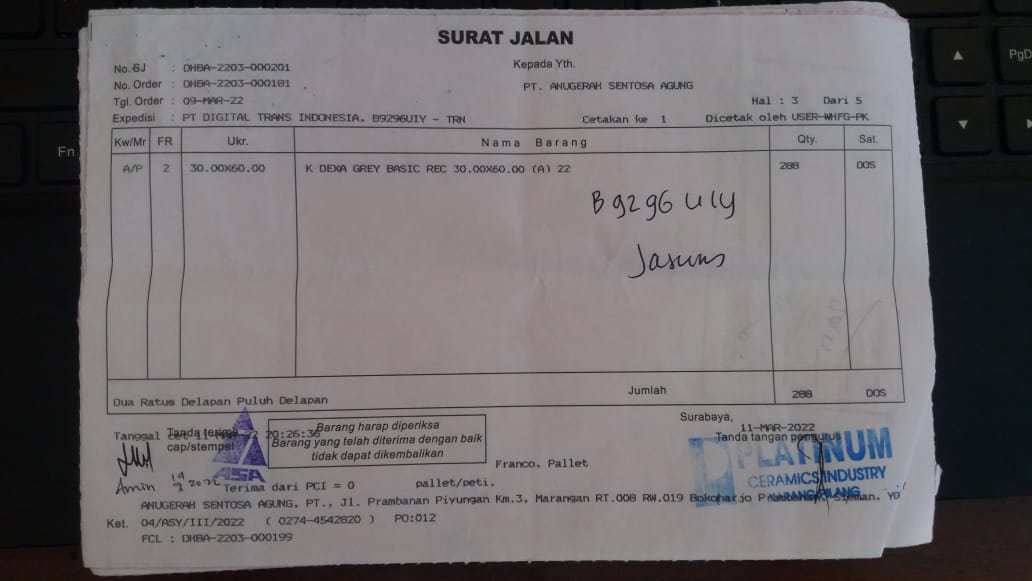 SURAT JALAN
No. SJ : DHBA-2203-000201
Kepada Yth.
No. Order : DHBA-2203-000181
PT. ANUGERAH SENTOSA AGUNG
Tgl. Order : 09-MAR-22
Hal : 3 Dari 5
Expedisi : PT DIGITAL TRANS INDONESIA. B9296UIY - TRN
Cetakan ke 1 Dicetak oleh USER-WHFG-PK
Kw/Mr FR Ukr. Nama Barang Qty. Sat.
A/P 2 30.00X60.00 K DEXA GREY BASIC REC 30.00X60.00 (A) 22 288 DOS
B 9296 UIY
Dua Ratus Delapan Puluh Delapan
Jumlah 288 DOS
Surabaya,
11-MAR-2022
Tanggal cet 11-MAR-22 20:26:36
Tanda terima
cap/stempel
Barang harap diperiksa
Barang yang telah diterima dengan baik
tidak dapat dikembalikan
Tanda tangan pengurus
PLATINUM
CERAMICS INDUSTRY
KARANG PILANG
ASA
Amin 14/3 2022
Franco. Pallet
Terima dari PCI = 0 pallet/peti.
ANUGERAH SENTOSA AGUNG, PT., Jl. Prambanan Piyungan Km.3, Marangan RT.008 RW.019 Bokoharjo Prambanan, Sleman. YO
Ket. 04/ASY/III/2022 ( 0274-4542820 ) PO:012
FCL : DHBA-2203-000199
Fn
PgD